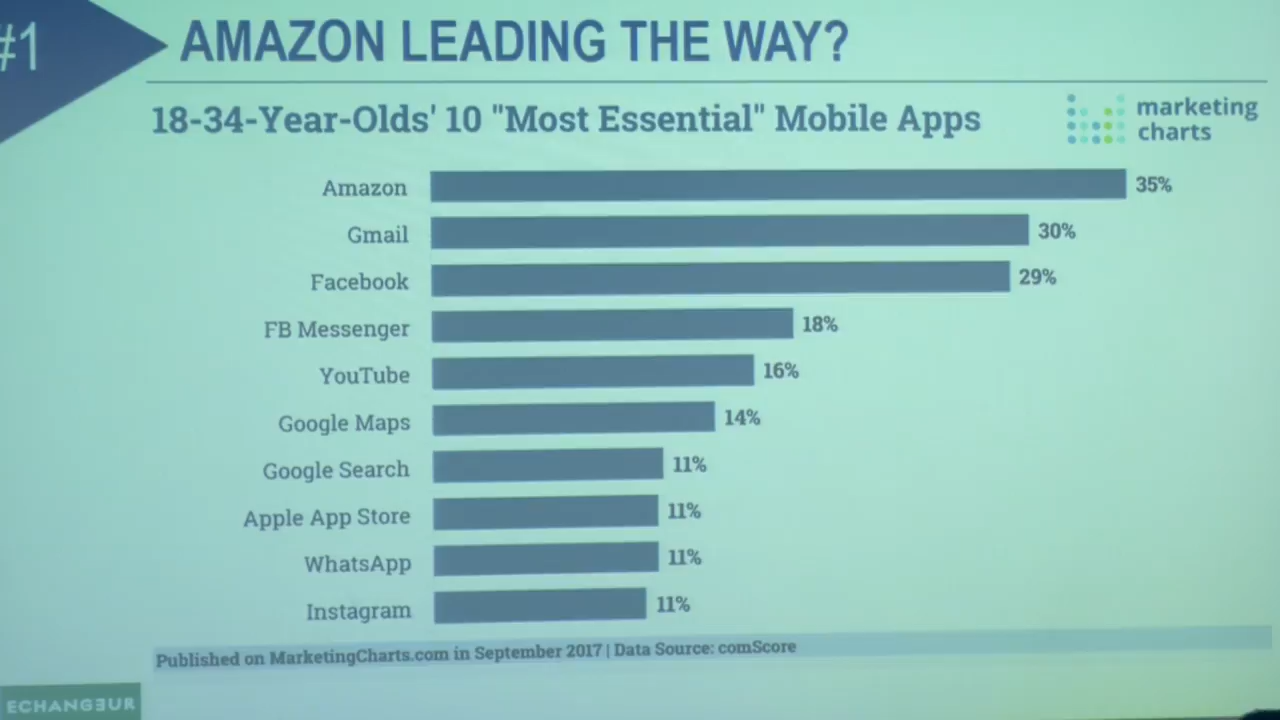 #1
AMAZON LEADING THE WAY?
18-34-Year-Olds' 10 "Most Essential" Mobile Apps
marketing
charts
Amazon 35%
Gmail 30%
Facebook 29%
FB Messenger 18%
YouTube 16%
Google Maps 14%
Google Search 11%
Apple App Store 11%
WhatsApp 11%
Instagram 11%
Published on MarketingCharts.com in September 2017 | Data Source: comScore
ECHANGEUR